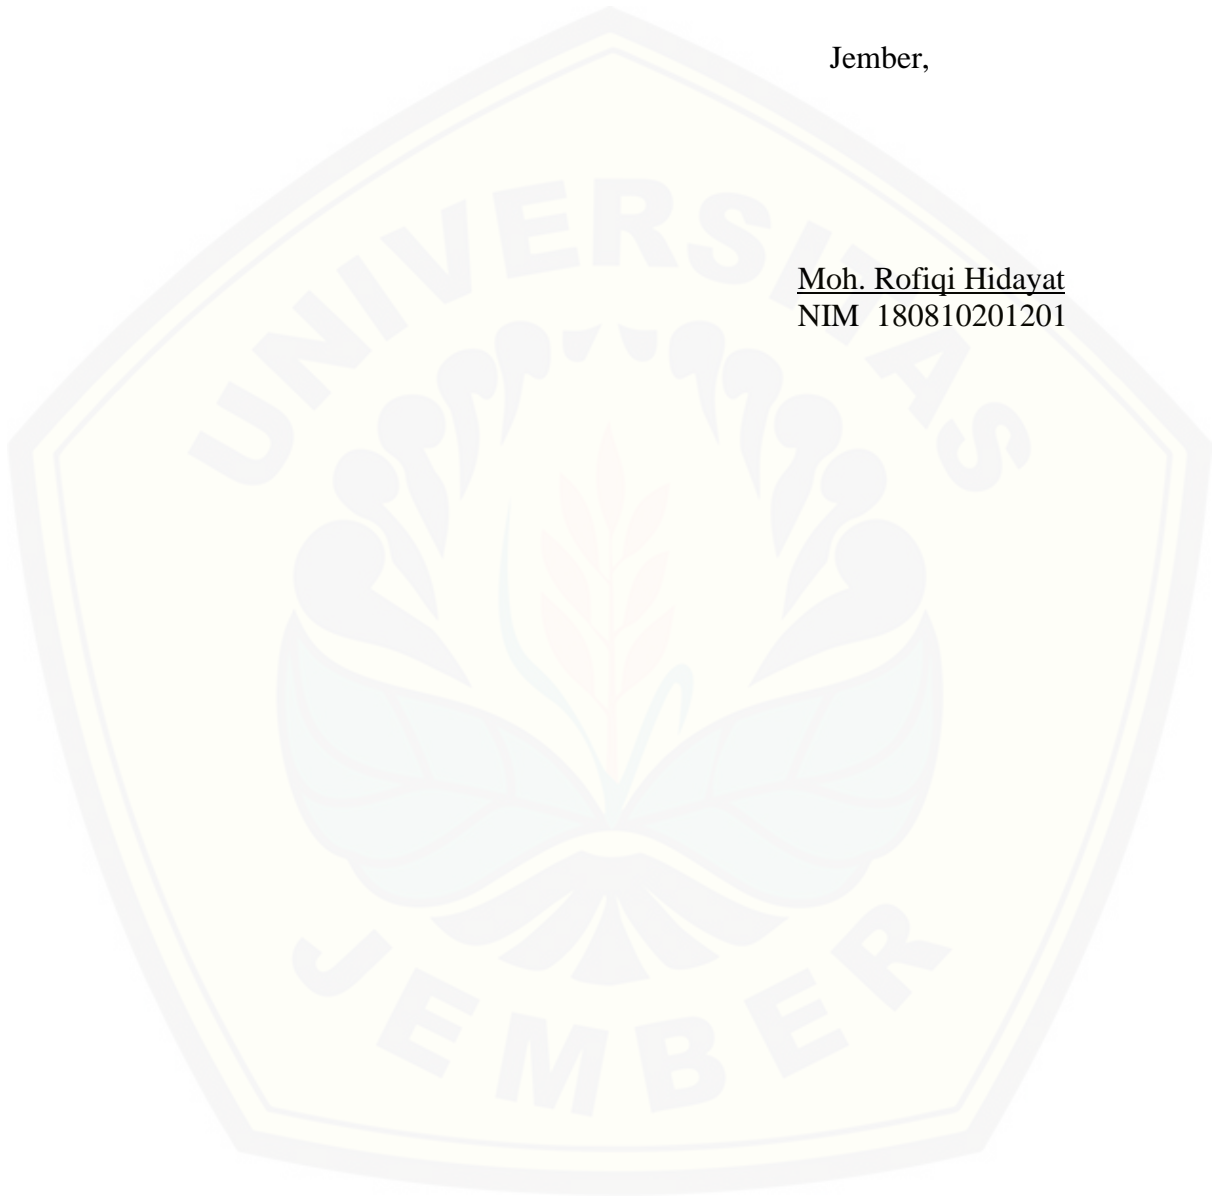 Jember,
UNIVERSITAS
Moh. Rofiqi Hidayat
NIM 180810201201
JEMBER